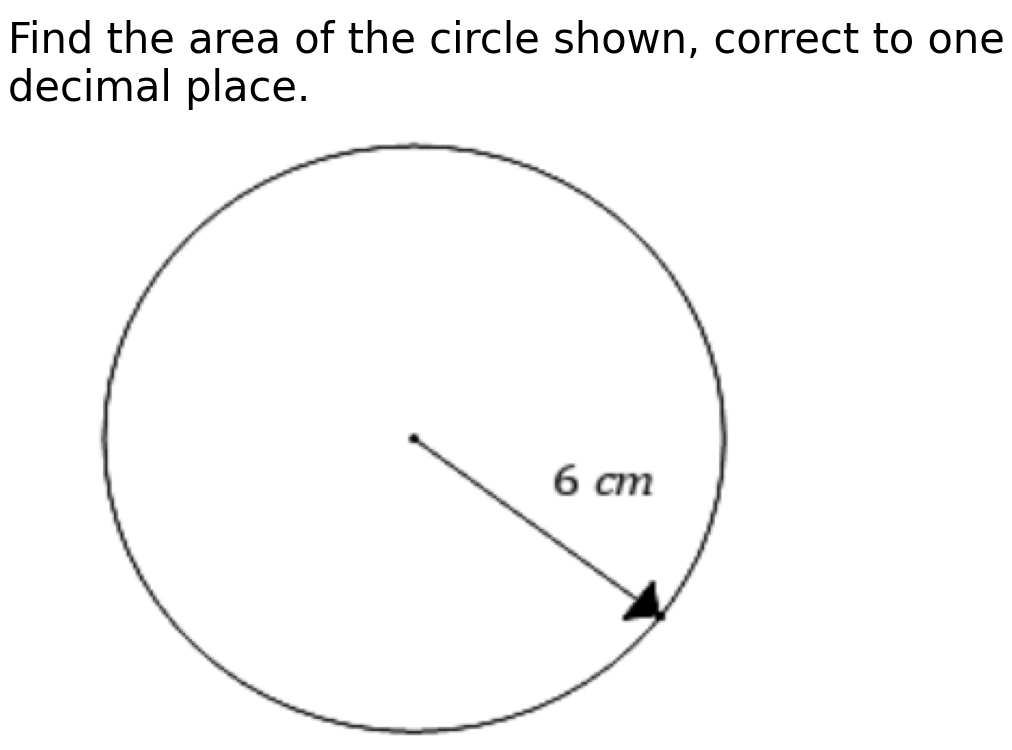 Find the area of the circle shown, correct to one
decimal place.
6 cm